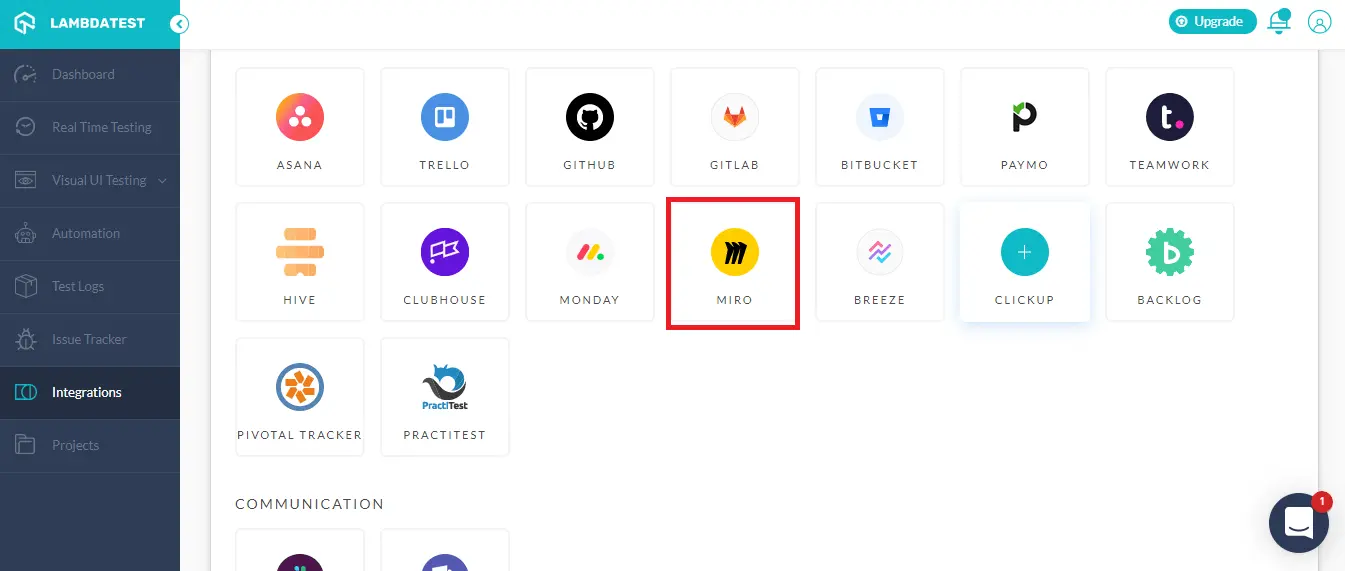 LAMBDATEST
Upgrade
Dashboard
Real Time Testing
Visual UI Testing
Automation
Test Logs
Issue Tracker
Integrations
Projects
ASANA
TRELLO
GITHUB
GITLAB
BITBUCKET
PAYMO
TEAMWORK
HIVE
CLUBHOUSE
MONDAY
MIRO
BREEZE
CLICKUP
BACKLOG
PractiTest
PIVOTAL TRACKER
PRACTITEST
COMMUNICATION
1